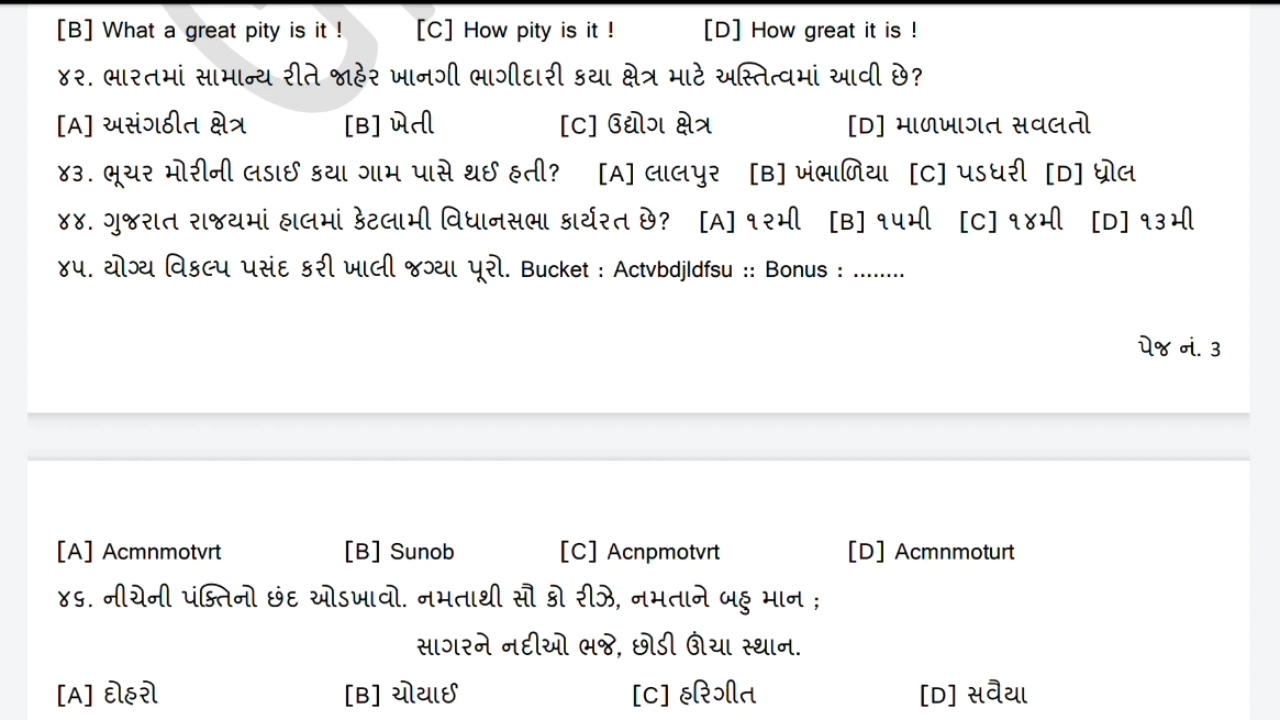 [B] What a great pity is it ! [C] How pity is it ! [D] How great it is !
૪૨. ભારતમાં સામાન્ય રીતે જાહેર ખાનગી ભાગીદારી કયા ક્ષેત્ર માટે અસ્તિત્વમાં આવી છે?
[A] અસંગઠીત ક્ષેત્ર [B] ખેતી [C] ઉદ્યોગ ક્ષેત્ર [D] માળખાગત સવલતો
૪૩. ભૂચર મોરીની લડાઈ કયા ગામ પાસે થઈ હતી? [A] લાલપુર [B] ખંભાળિયા [C] પડધરી [D] ધ્રોલ
૪૪. ગુજરાત રાજયમાં હાલમાં કેટલામી વિધાનસભા કાર્યરત છે? [A] ૧૨મી [B] ૧૫મી [C] ૧૪મી [D] ૧૩મી
૪૫. યોગ્ય વિકલ્પ પસંદ કરી ખાલી જગ્યા પૂરો. Bucket : Actvbdjldfsu :: Bonus : ........
પેજ નં. 3
[A] Acmnmotvrt [B] Sunob [C] Acnpmotvrt [D] Acmnmoturt
૪૬. નીચેની પંક્તિનો છંદ ઓડખાવો. નમતાથી સૌ કો રીઝે, નમતાને બહુ માન ;
સાગરને નદીઓ ભજે, છોડી ઊંચા સ્થાન.
[A] દોહરો [B] ચોયાઈ [C] હરિગીત [D] સવૈયા